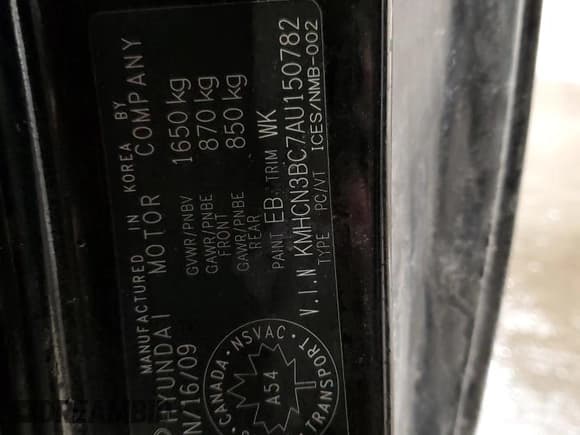 MANUFACTURED IN KOREA BY
HYUNDAI MOTOR COMPANY
N/16/09
GVWR/PNBV 1650 kg
GAWR/PNBE FRONT 870 kg
GAWR/PNBE REAR 850 kg
PAINT EB TRIM WK
V.I.N KMHCN3BC7AU150782
TYPE PC/VT ICES/NMB-002
CANADA · NSVAC · TRANSPORT
A54